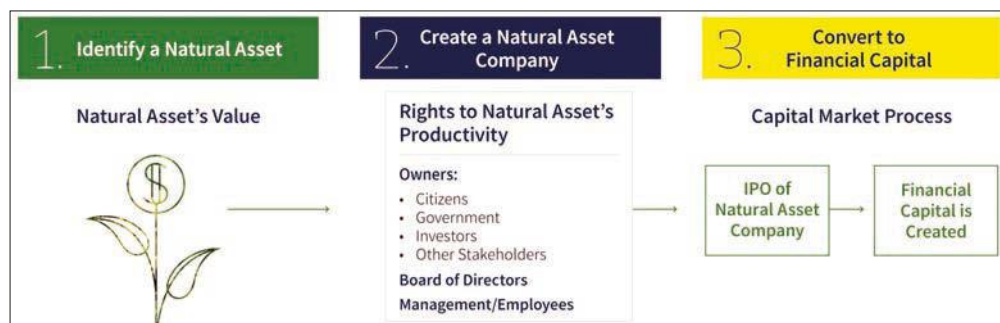 1. Identify a Natural Asset
2. Create a Natural Asset
Company
3. Convert to
Financial Capital
Natural Asset's Value
$
Rights to Natural Asset's
Productivity
Owners:
• Citizens
• Government
• Investors
• Other Stakeholders
Board of Directors
Management/Employees
Capital Market Process
IPO of
Natural Asset
Company
Financial
Capital is
Created